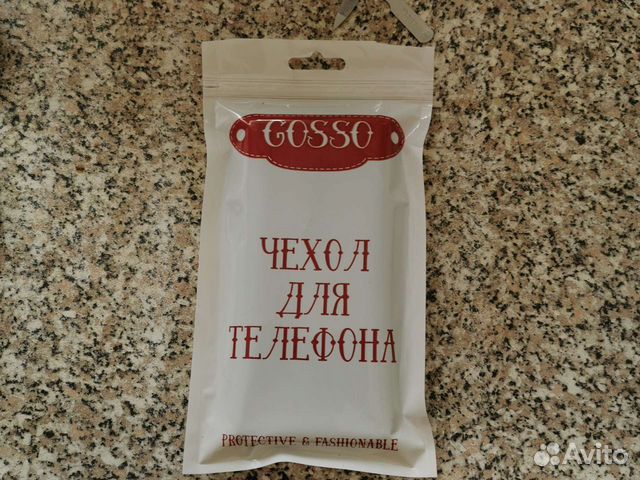 GOSSO
ЧЕХОЛ
ДЛЯ
ТЕЛЕФОНА
PROTECTIVE & FASHIONABLE
Avito